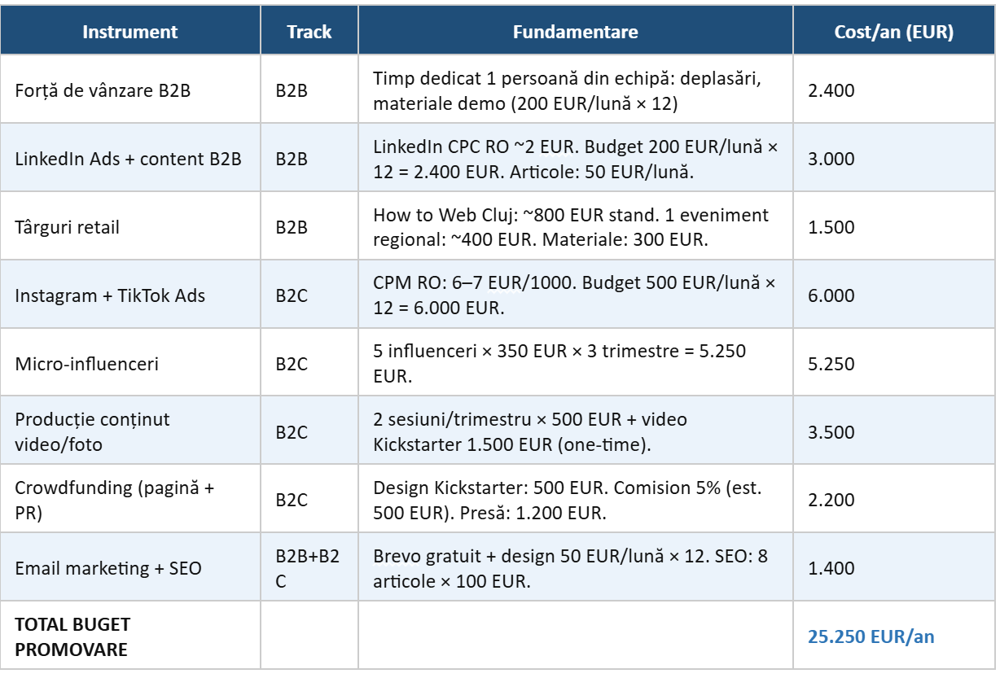 Instrument Track Fundamentare Cost/an (EUR)
Forță de vânzare B2B B2B Timp dedicat 1 persoană din echipă: deplasări, 2.400
materiale demo (200 EUR/lună × 12)
LinkedIn Ads + content B2B B2B LinkedIn CPC RO ~2 EUR. Budget 200 EUR/lună × 3.000
12 = 2.400 EUR. Articole: 50 EUR/lună.
Târguri retail B2B How to Web Cluj: ~800 EUR stand. 1 eveniment 1.500
regional: ~400 EUR. Materiale: 300 EUR.
Instagram + TikTok Ads B2C CPM RO: 6–7 EUR/1000. Budget 500 EUR/lună × 6.000
12 = 6.000 EUR.
Micro-influenceri B2C 5 influenceri × 350 EUR × 3 trimestre = 5.250 5.250
EUR.
Producție conținut B2C 2 sesiuni/trimestru × 500 EUR + video 3.500
video/foto Kickstarter 1.500 EUR (one-time).
Crowdfunding (pagină + B2C Design Kickstarter: 500 EUR. Comision 5% (est. 2.200
PR) 500 EUR). Presă: 1.200 EUR.
Email marketing + SEO B2B+B2 Brevo gratuit + design 50 EUR/lună × 12. SEO: 8 1.400
C articole × 100 EUR.
TOTAL BUGET 25.250 EUR/an
PROMOVARE